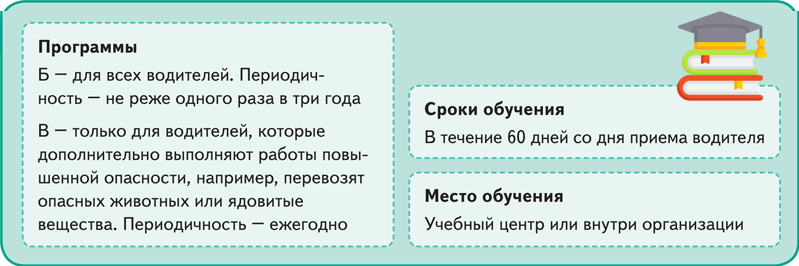 Программы
Б — для всех водителей. Периодич-
ность — не реже одного раза в три года
В — только для водителей, которые
дополнительно выполняют работы повы-
шенной опасности, например, перевозят
опасных животных или ядовитые
вещества. Периодичность — ежегодно
Сроки обучения
В течение 60 дней со дня приема водителя
Место обучения
Учебный центр или внутри организации